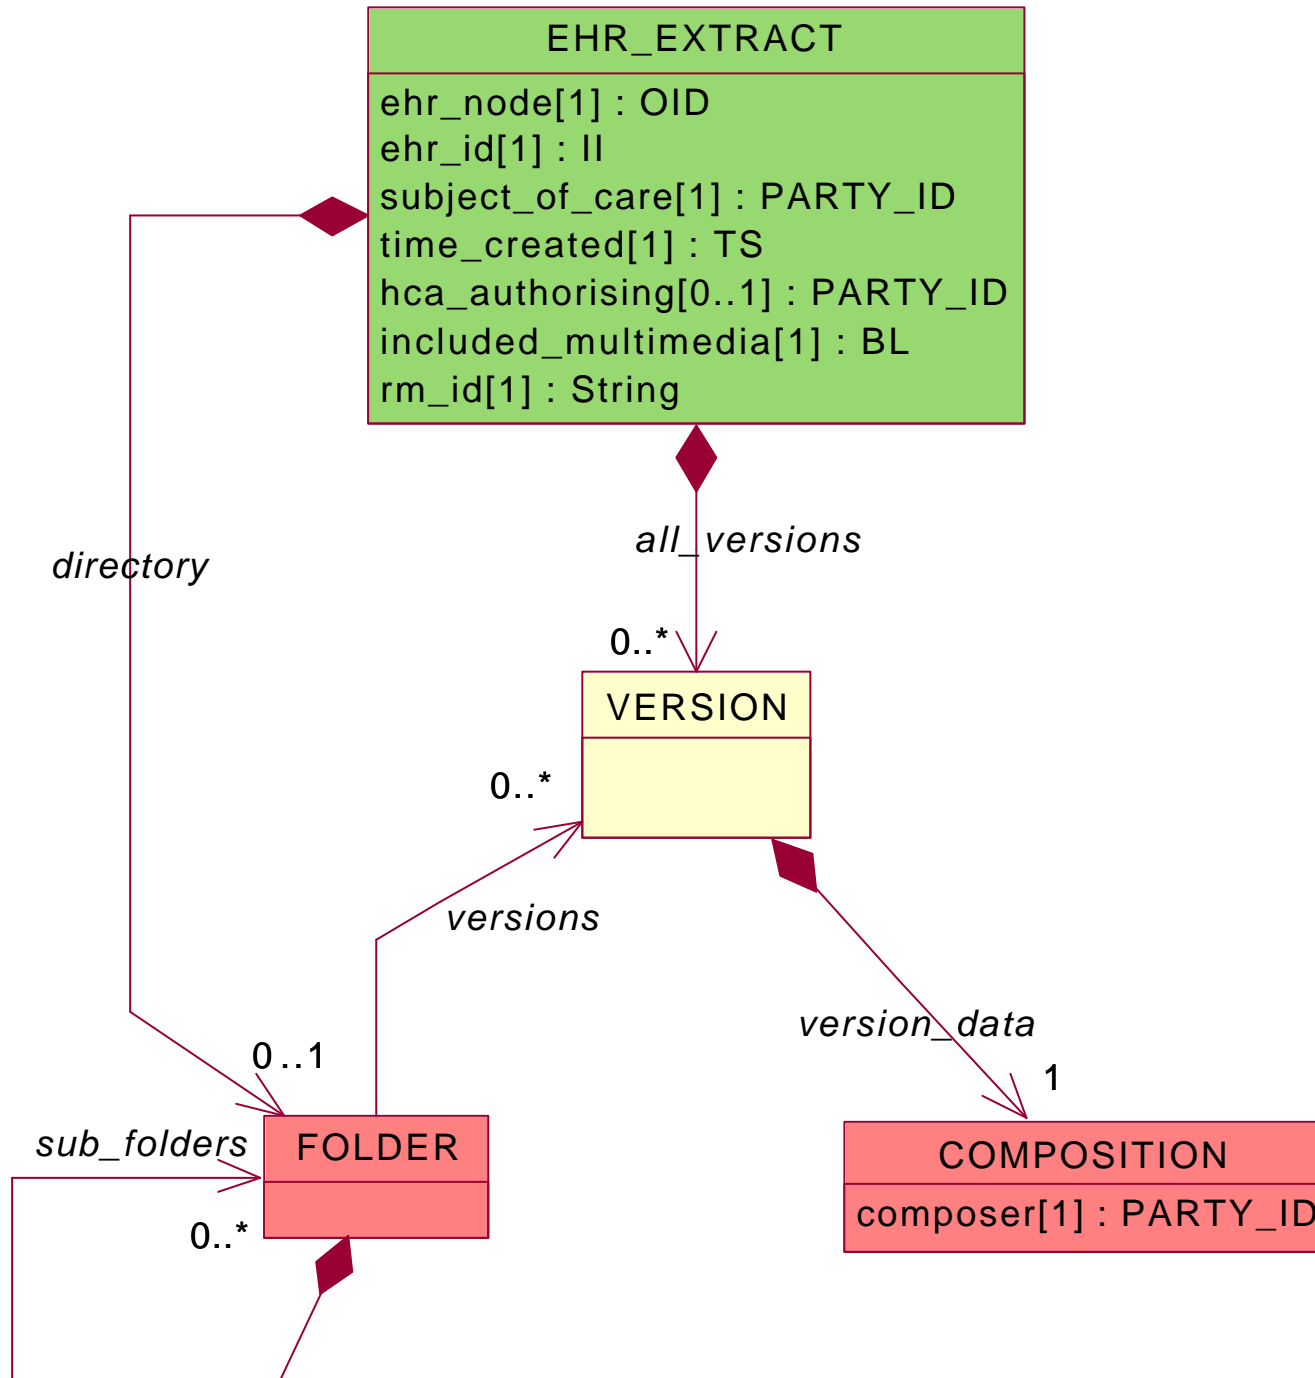 EHR_EXTRACT
ehr_node[1] : OID
ehr_id[1] : II
subject_of_care[1] : PARTY_ID
time_created[1] : TS
hca_authorising[0..1] : PARTY_ID
included_multimedia[1] : BL
rm_id[1] : String
all_versions
directory
0..*
VERSION
0..*
versions
version_data
0..1
1
sub_folders
FOLDER
COMPOSITION
composer[1] : PARTY_ID
0..*